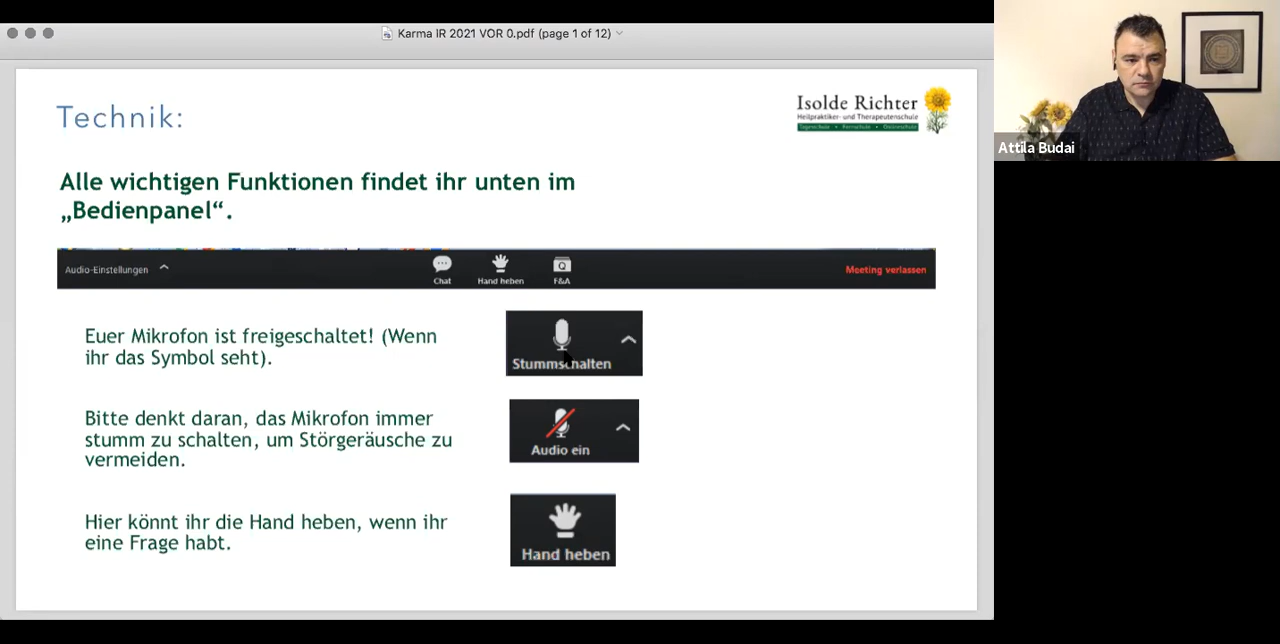 Karma IR 2021 VOR 0.pdf (page 1 of 12)
Technik:
Isolde Richter
Heilpraktiker- und Therapeutenschule
Tagesschule • Fernschule • Onlineschule
Attila Budai
Alle wichtigen Funktionen findet ihr unten im
„Bedienpanel“.
Audio-Einstellungen
Chat
Hand heben
F&A
Meeting verlassen
Euer Mikrofon ist freigeschaltet! (Wenn
ihr das Symbol seht).
Stummschalten
Bitte denkt daran, das Mikrofon immer
stumm zu schalten, um Störgeräusche zu
vermeiden.
Audio ein
Hier könnt ihr die Hand heben, wenn ihr
eine Frage habt.
Hand heben